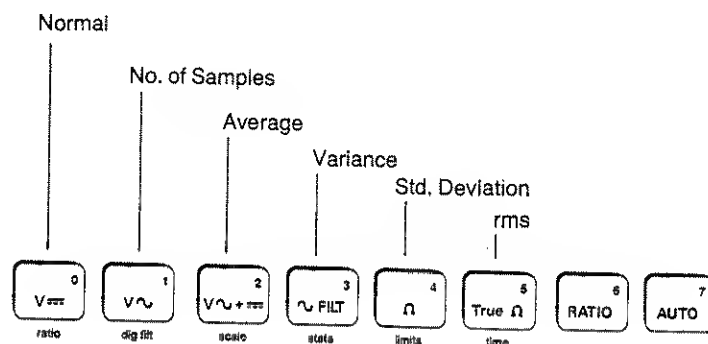 Normal
No. of Samples
Average
Variance
Std. Deviation
rms
0 1 2 3 4 5 6 7
V⎓ V∿ V∿+⎓ ∿ FILT Ω True Ω RATIO AUTO
ratio dig filt scale stats limits time